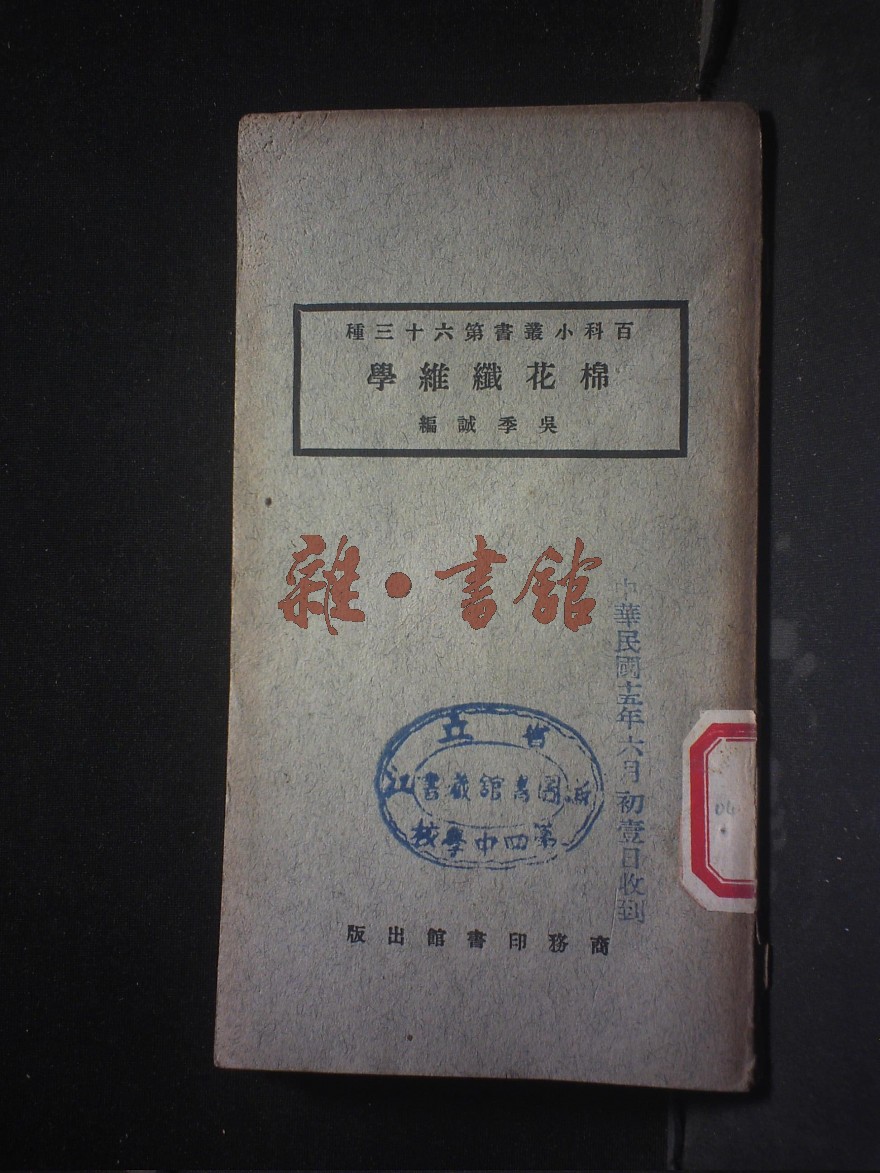 百科小叢書第六十三種
棉花纖維學
吳季誠編
雜•書館
中華民國十五年六月初壹日收到
省立
浙江
圖書館藏書
第四中學校
商務印書館出版